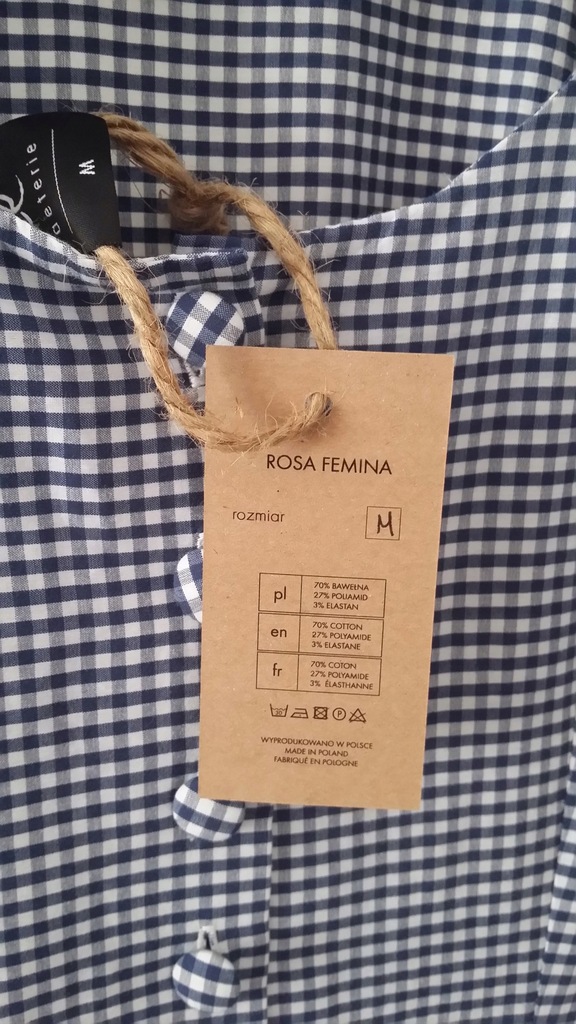 M
ROSA FEMINA
rozmiar M
pl
70% BAWEŁNA
27% POLIAMID
3% ELASTAN
en
70% COTTON
27% POLYAMIDE
3% ELASTANE
fr
70% COTON
27% POLYAMIDE
3% ÉLASTHANNE
30 P
WYPRODUKOWANO W POLSCE
MADE IN POLAND
FABRIQUÉ EN POLOGNE